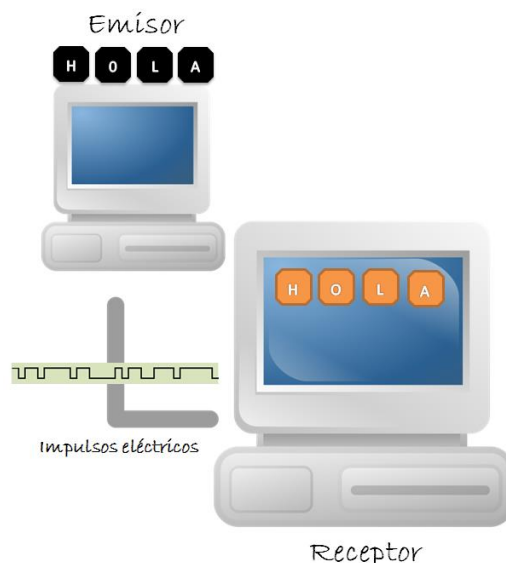 Emisor
H O L A
H O L A
Impulsos eléctricos
Receptor